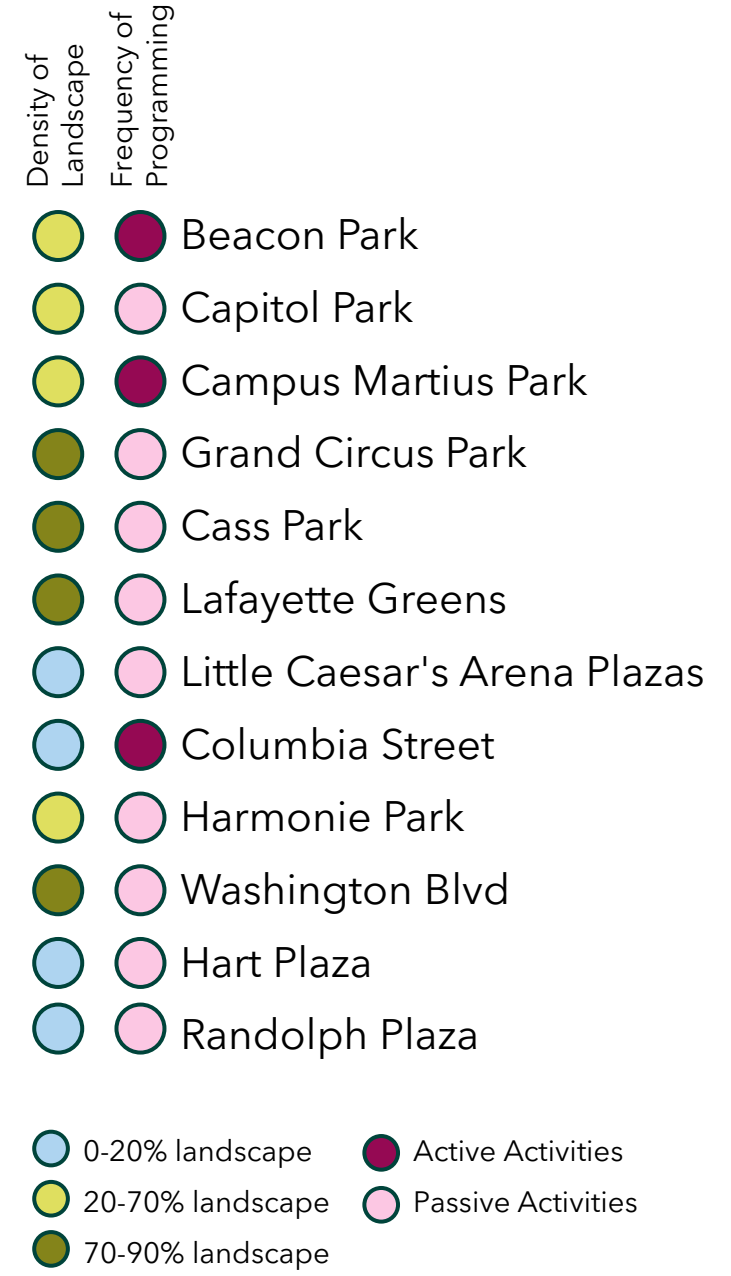 Density of
Landscape
Frequency of
Programming
Beacon Park
Capitol Park
Campus Martius Park
Grand Circus Park
Cass Park
Lafayette Greens
Little Caesar's Arena Plazas
Columbia Street
Harmonie Park
Washington Blvd
Hart Plaza
Randolph Plaza
0-20% landscape
20-70% landscape
70-90% landscape
Active Activities
Passive Activities